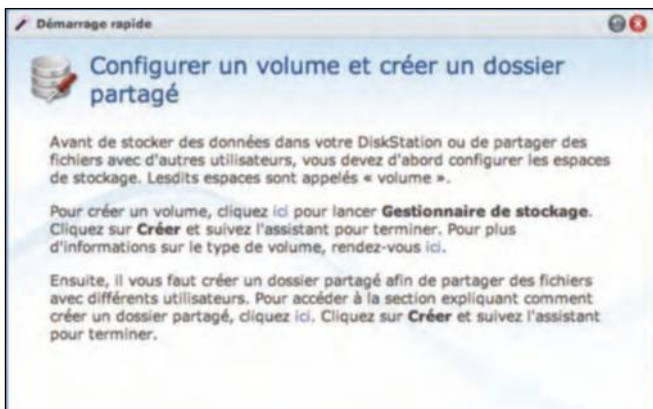 Démarrage rapide
Configurer un volume et créer un dossier
partagé
Avant de stocker des données dans votre DiskStation ou de partager des
fichiers avec d'autres utilisateurs, vous devez d'abord configurer les espaces
de stockage. Lesdits espaces sont appelés « volume ».
Pour créer un volume, cliquez ici pour lancer Gestionnaire de stockage.
Cliquez sur Créer et suivez l'assistant pour terminer. Pour plus
d'informations sur le type de volume, rendez-vous ici.
Ensuite, il vous faut créer un dossier partagé afin de partager des fichiers
avec différents utilisateurs. Pour accéder à la section expliquant comment
créer un dossier partagé, cliquez ici. Cliquez sur Créer et suivez l'assistant
pour terminer.